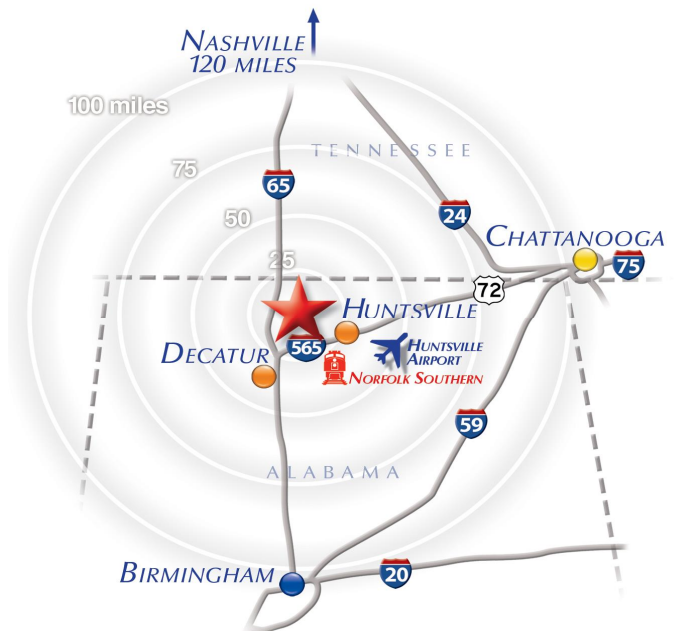 NASHVILLE
120 MILES
100 miles
TENNESSEE
75
65
50
24
CHATTANOOGA
25
75
72
HUNTSVILLE
565
HUNTSVILLE
AIRPORT
DECATUR
NORFOLK SOUTHERN
59
ALABAMA
BIRMINGHAM
20